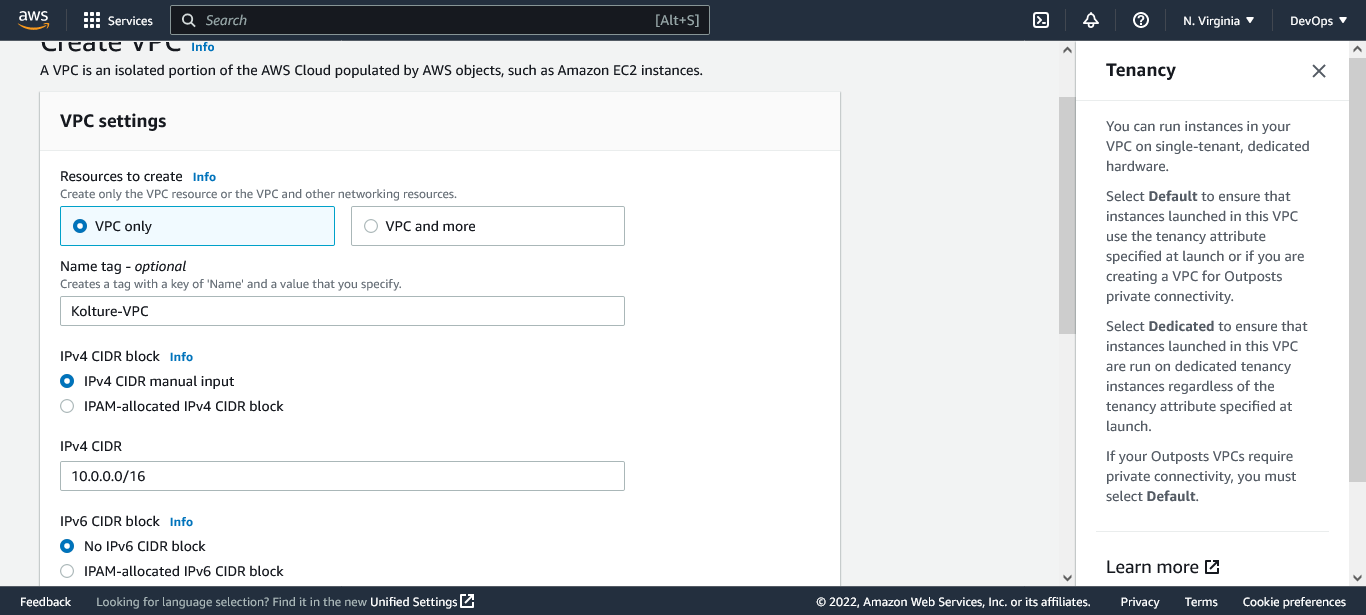 aws Services Search [Alt+S] N. Virginia DevOps
Create VPC Info
A VPC is an isolated portion of the AWS Cloud populated by AWS objects, such as Amazon EC2 instances.
VPC settings
Resources to create Info
Create only the VPC resource or the VPC and other networking resources.
VPC only
VPC and more
Name tag - optional
Creates a tag with a key of 'Name' and a value that you specify.
Kolture-VPC
IPv4 CIDR block Info
IPv4 CIDR manual input
IPAM-allocated IPv4 CIDR block
IPv4 CIDR
10.0.0.0/16
IPv6 CIDR block Info
No IPv6 CIDR block
IPAM-allocated IPv6 CIDR block
Tenancy
You can run instances in your
VPC on single-tenant, dedicated
hardware.
Select Default to ensure that
instances launched in this VPC
use the tenancy attribute
specified at launch or if you are
creating a VPC for Outposts
private connectivity.
Select Dedicated to ensure that
instances launched in this VPC
are run on dedicated tenancy
instances regardless of the
tenancy attribute specified at
launch.
If your Outposts VPCs require
private connectivity, you must
select Default.
Learn more
Feedback Looking for language selection? Find it in the new Unified Settings © 2022, Amazon Web Services, Inc. or its affiliates. Privacy Terms Cookie preferences